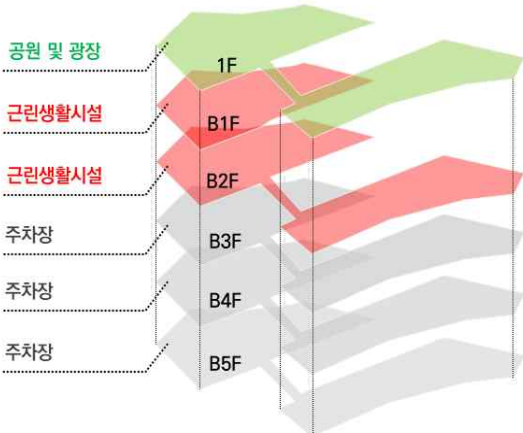 공원 및 광장
1F
근린생활시설
B1F
근린생활시설
B2F
주차장
B3F
주차장
B4F
주차장
B5F